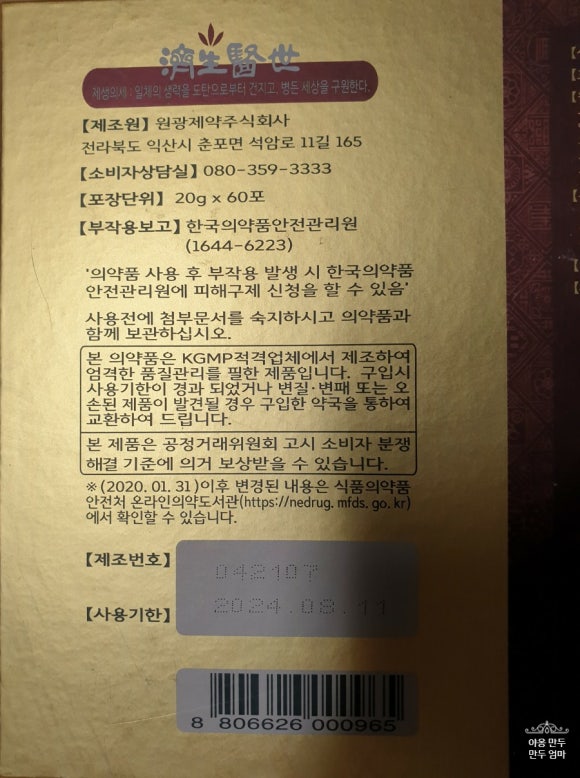 濟生醫世
제생의세 : 일체의 생력을 도탄으로부터 건지고, 병든 세상을 구원한다.
【제조원】 원광제약주식회사
전라북도 익산시 춘포면 석암로 11길 165
【소비자상담실】 080-359-3333
【포장단위】 20g x 60포
【부작용보고】 한국의약품안전관리원
(1644-6223)
'의약품 사용 후 부작용 발생 시 한국의약품
안전관리원에 피해구제 신청을 할 수 있음'
사용전에 첨부문서를 숙지하시고 의약품과
함께 보관하십시오.
본 의약품은 KGMP적격업체에서 제조하여
엄격한 품질관리를 필한 제품입니다. 구입시
사용기한이 경과 되었거나 변질·변패 또는 오
손된 제품이 발견될 경우 구입한 약국을 통하여
교환하여 드립니다.
본 제품은 공정거래위원회 고시 소비자 분쟁
해결 기준에 의거 보상받을 수 있습니다.
※ (2020. 01. 31)이후 변경된 내용은 식품의약품
안전처 온라인의약도서관(https://nedrug. mfds. go. kr)
에서 확인할 수 있습니다.
【제조번호】 042107
【사용기한】 2024.08.11
8 806626 000965
야옹 만두
만두 엄마